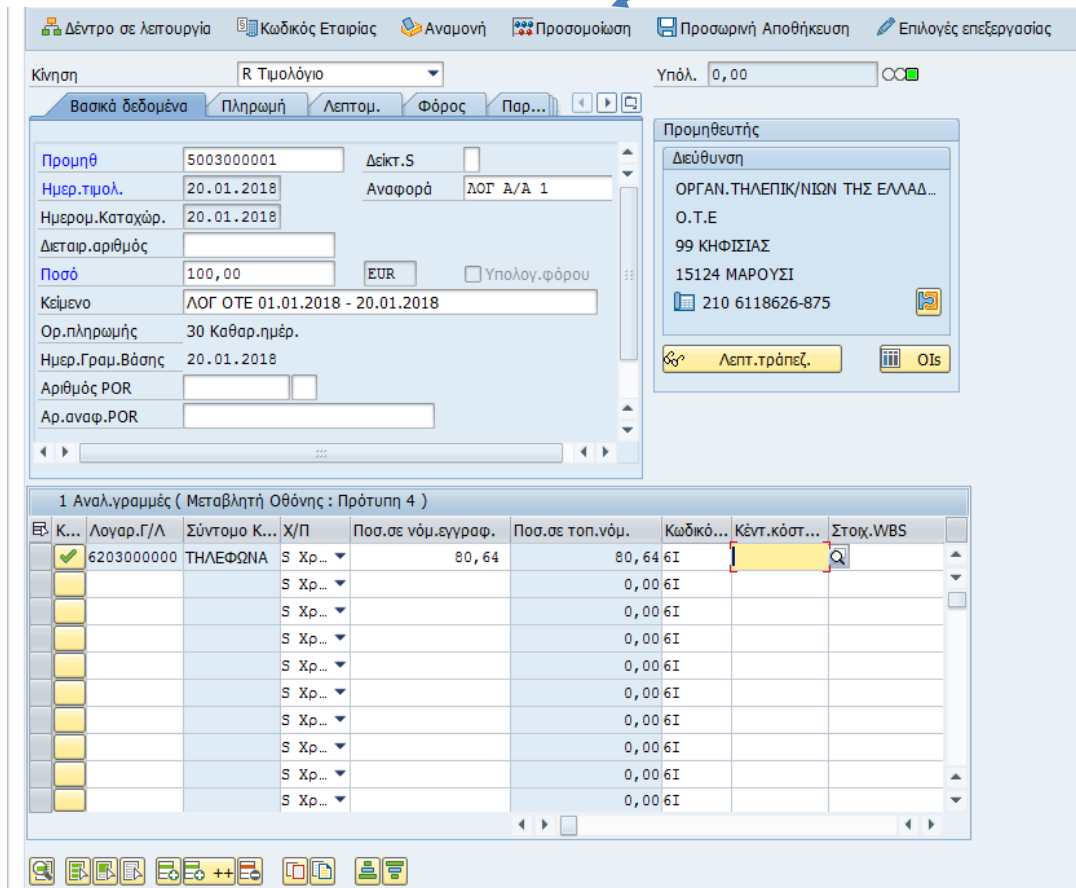 Δέντρο σε λειτουργία Κωδικός Εταιρίας Αναμονή Προσομοίωση Προσωρινή Αποθήκευση Επιλογές επεξεργασίας
Κίνηση R Τιμολόγιο Υπόλ. 0,00
Βασικά δεδομένα Πληρωμή Λεπτομ. Φόρος Παρ...
Προμηθευτής
Διεύθυνση
Προμηθ 5003000001 Δείκτ.S
ΟΡΓΑΝ.ΤΗΛΕΠΙΚ/ΝΙΩΝ ΤΗΣ ΕΛΛΑΔ…
Ημερ.τιμολ. 20.01.2018 Αναφορά ΛΟΓ Α/Α 1
Ο.Τ.Ε
Ημερομ.Καταχώρ. 20.01.2018
99 ΚΗΦΙΣΙΑΣ
Διεταιρ.αριθμός
Ποσό 100,00 EUR Υπολογ.φόρου
15124 ΜΑΡΟΥΣΙ
Κείμενο ΛΟΓ ΟΤΕ 01.01.2018 - 20.01.2018
210 6118626-875
Ορ.πληρωμής 30 Καθαρ.ημέρ.
Ημερ.Γραμ.Βάσης 20.01.2018
Λεπτ.τράπεζ. OIs
Αριθμός POR
Αρ.αναφ.POR
1 Αναλ.γραμμές ( Μεταβλητή Οθόνης : Πρότυπη 4 )
Κ... Λογαρ.Γ/Λ Σύντομο Κ... Χ/Π Ποσ.σε νόμ.εγγραφ. Ποσ.σε τοπ.νόμ. Κωδικό... Κέντ.κόστ... Στοιχ.WBS
6203000000 ΤΗΛΕΦΩΝΑ S Χρ… 80,64 80,64 6I
S Χρ… 0,00 6I
S Χρ… 0,00 6I
S Χρ… 0,00 6I
S Χρ… 0,00 6I
S Χρ… 0,00 6I
S Χρ… 0,00 6I
S Χρ… 0,00 6I
S Χρ… 0,00 6I
S Χρ… 0,00 6I